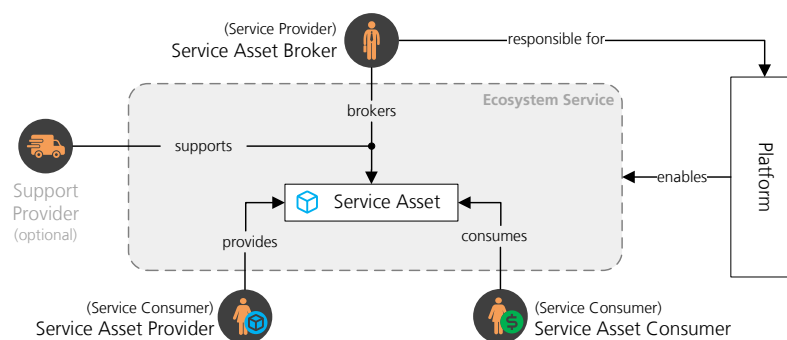 (Service Provider)
Service Asset Broker
responsible for
Ecosystem Service
brokers
supports
Platform
Support
Provider
(optional)
enables
Service Asset
provides
consumes
(Service Consumer)
Service Asset Provider
(Service Consumer)
Service Asset Consumer
$